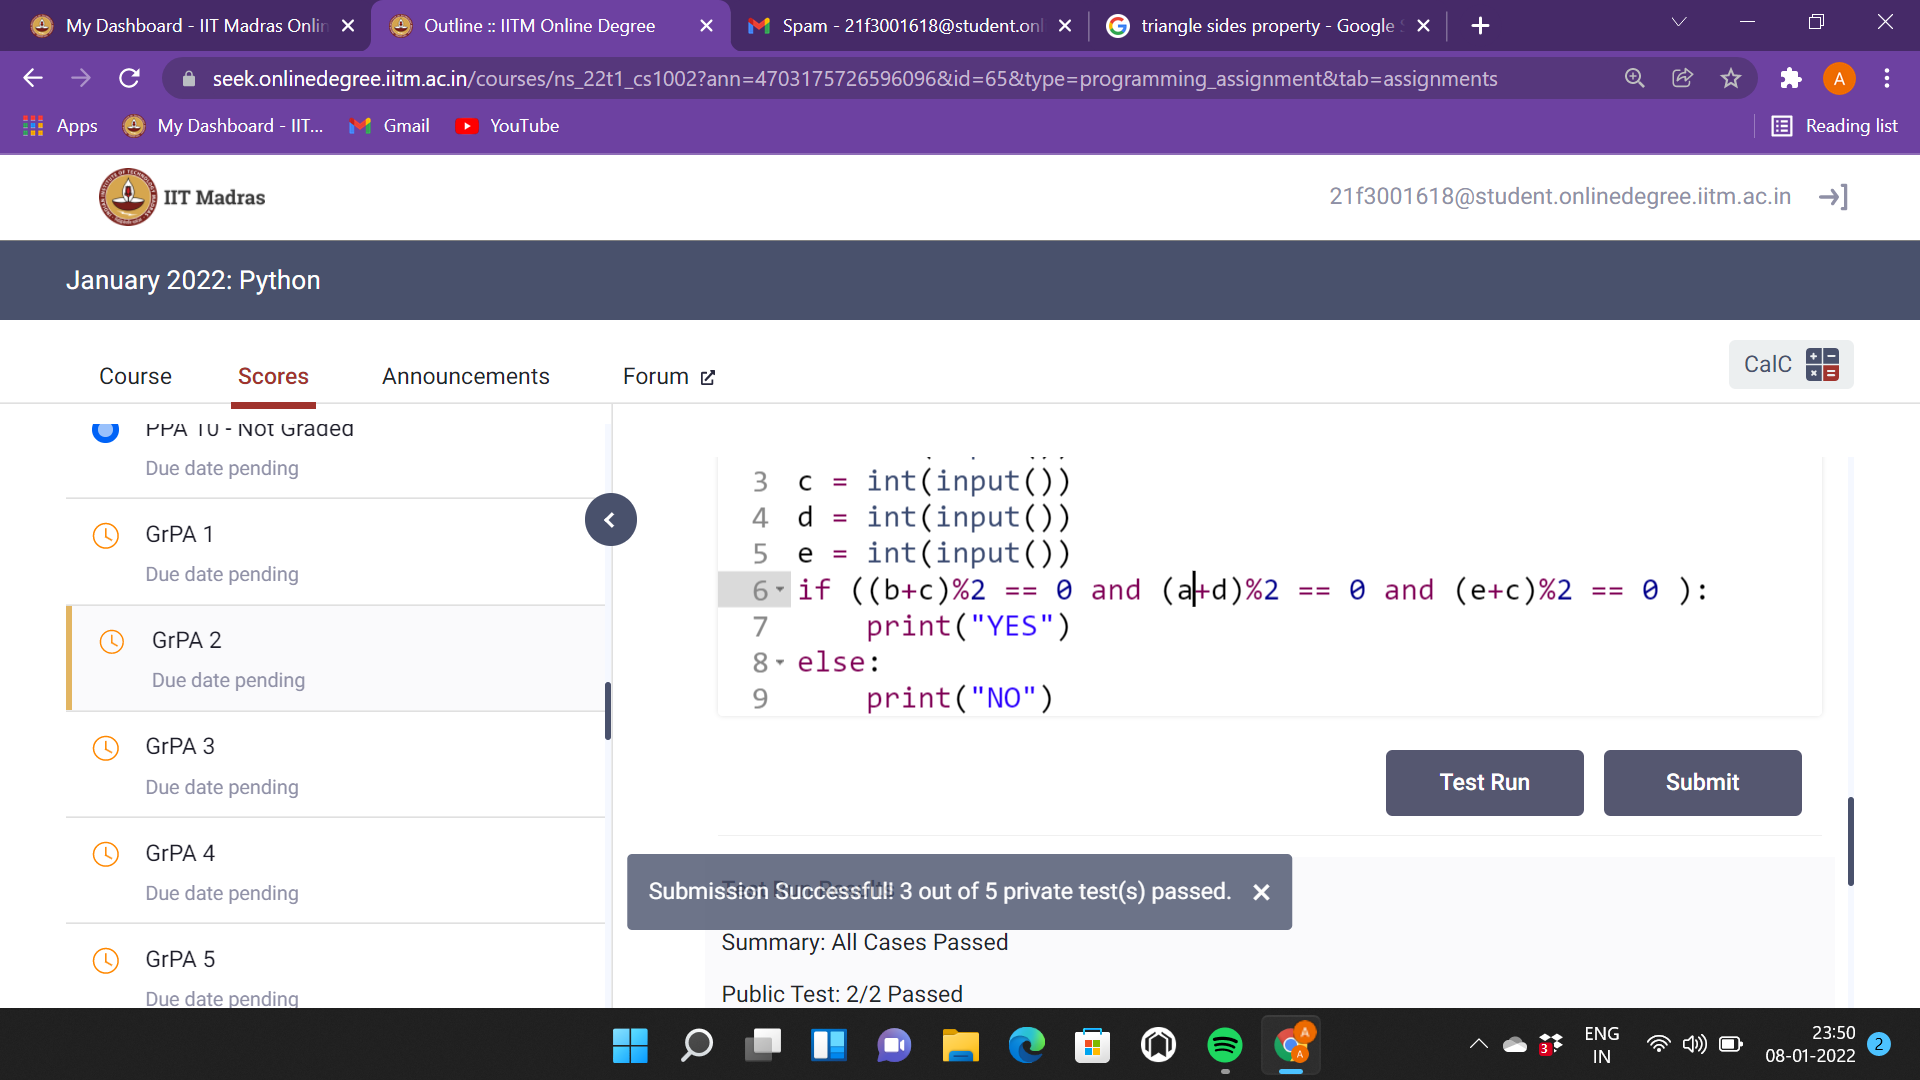 My Dashboard - IIT Madras Onlin
Outline :: IITM Online Degree
Spam - 21f3001618@student.onl
triangle sides property - Google
seek.onlinedegree.iitm.ac.in/courses/ns_22t1_cs1002?ann=4703175726596096&id=65&type=programming_assignment&tab=assignments
A
Apps
My Dashboard - IIT...
Gmail
YouTube
Reading list
IIT Madras
21f3001618@student.onlinedegree.iitm.ac.in
January 2022: Python
Course
Scores
Announcements
Forum
CalC
PPA 10 - Not Graded
Due date pending
GrPA 1
Due date pending
GrPA 2
Due date pending
GrPA 3
Due date pending
GrPA 4
Due date pending
GrPA 5
Due date pending
3 c = int(input())
4 d = int(input())
5 e = int(input())
6 if ((b+c)%2 == 0 and (a+d)%2 == 0 and (e+c)%2 == 0 ):
7 print("YES")
8 else:
9 print("NO")
Test Run
Submit
Submission Successful! 3 out of 5 private test(s) passed.
Summary: All Cases Passed
Public Test: 2/2 Passed
3
A
A
ENG
IN
23:50
08-01-2022
2